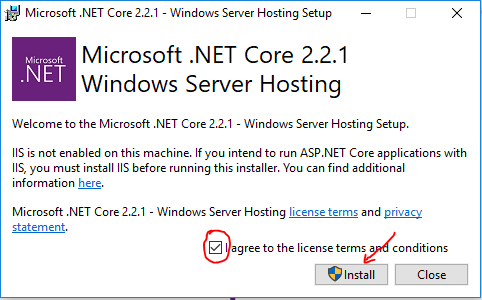 Microsoft .NET Core 2.2.1 - Windows Server Hosting Setup
Microsoft
.NET
Microsoft .NET Core 2.2.1
Windows Server Hosting
Welcome to the Microsoft .NET Core 2.2.1 - Windows Server Hosting Setup.
IIS is not enabled on this machine. If you intend to run ASP.NET Core applications with
IIS, you must install IIS before running this installer. You can find additional
information here.
Microsoft .NET Core 2.2.1 - Windows Server Hosting license terms and privacy
statement.
I agree to the license terms and conditions
Install
Close